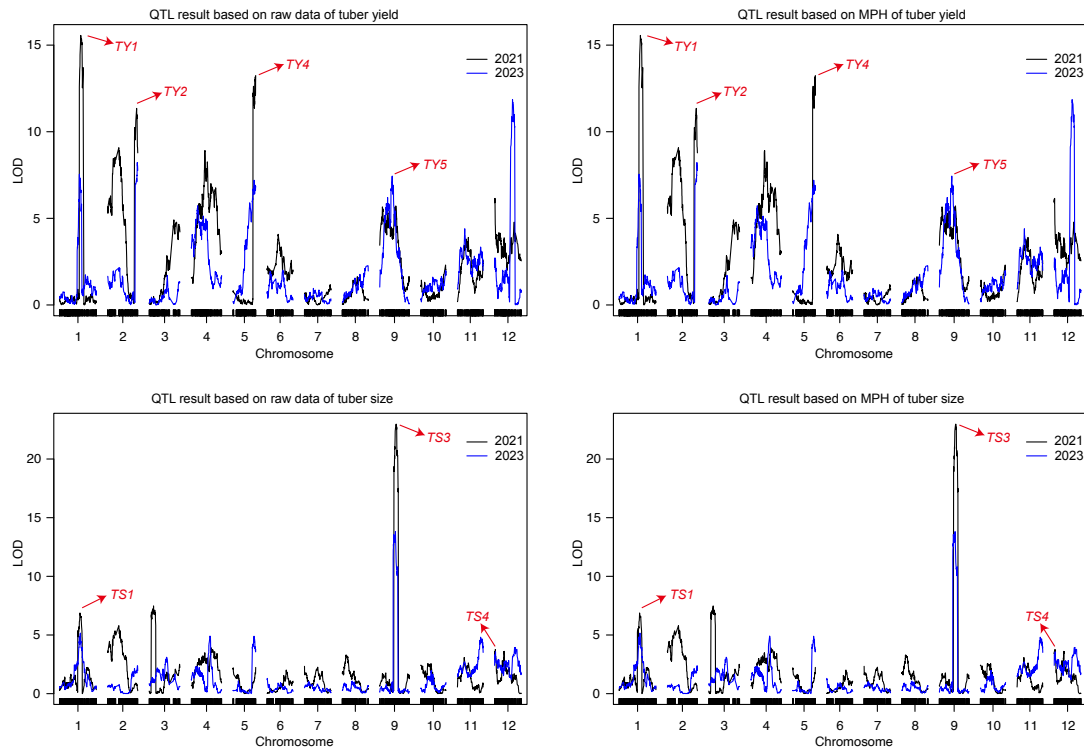 QTL result based on raw data of tuber yield
15
10
5
0
LOD
TY1
TY2
TY4
TY5
2021
2023
1 2 3 4 5 6 7 8 9 10 11 12
Chromosome
QTL result based on MPH of tuber yield
15
10
5
0
LOD
TY1
TY2
TY4
TY5
2021
2023
1 2 3 4 5 6 7 8 9 10 11 12
Chromosome
QTL result based on raw data of tuber size
20
15
10
5
0
LOD
TS3
TS1
TS4
2021
2023
1 2 3 4 5 6 7 8 9 10 11 12
Chromosome
QTL result based on MPH of tuber size
20
15
10
5
0
LOD
TS3
TS1
TS4
2021
2023
1 2 3 4 5 6 7 8 9 10 11 12
Chromosome